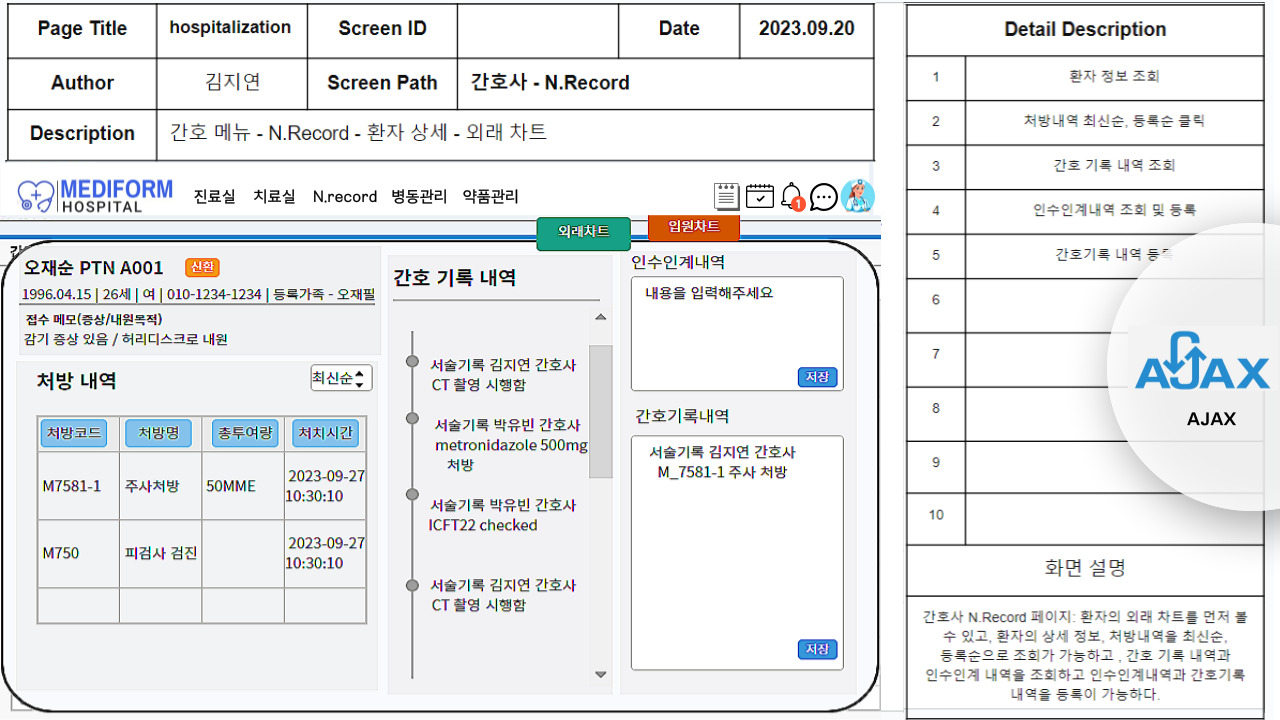 Page Title hospitalization Screen ID Date 2023.09.20
Author 김지연 Screen Path 간호사 - N.Record
Description 간호 메뉴 - N.Record - 환자 상세 - 외래 차트
MEDIFORM
HOSPITAL
진료실 치료실 N.record 병동관리 약품관리
1
외래차트 입원차트
오재순 PTN A001 신환
1996.04.15 | 26세 | 여 | 010-1234-1234 | 등록가족 - 오재필
접수 메모(증상/내원목적)
감기 증상 있음 / 허리디스크로 내원
처방 내역 최신순
처방코드 처방명 총투여량 처치시간
M7581-1 주사처방 50MME 2023-09-27
10:30:10
M750 피검사 검진 2023-09-27
10:30:10
간호 기록 내역
서술기록 김지연 간호사
CT 촬영 시행함
서술기록 박유빈 간호사
metronidazole 500mg
처방
서술기록 박유빈 간호사
ICFT22 checked
서술기록 김지연 간호사
CT 촬영 시행함
인수인계내역
내용을 입력해주세요
저장
간호기록내역
서술기록 김지연 간호사
M_7581-1 주사 처방
저장
Detail Description
1 환자 정보 조회
2 처방내역 최신순, 등록순 클릭
3 간호 기록 내역 조회
4 인수인계내역 조회 및 등록
5 간호기록 내역 등록
6
7
8
9
10
화면 설명
간호사 N.Record 페이지: 환자의 외래 차트를 먼저 볼
수 있고, 환자의 상세 정보, 처방내역을 최신순,
등록순으로 조회가 가능하고 , 간호 기록 내역과
인수인계 내역을 조회하고 인수인계내역과 간호기록
내역을 등록이 가능하다.
AJAX
AJAX